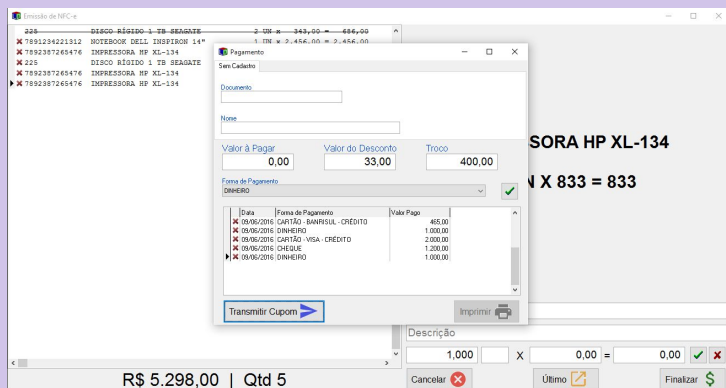 Emissão de NFC-e
225 DISCO RÍGIDO 1 TB SEAGATE 2 UN x 343,00 = 686,00
7891234221312 NOTEBOOK DELL INSPIRON 14" 1 UN x 2.456,00 = 2.456,00
7892387265476 IMPRESSORA HP XL-134
225 DISCO RÍGIDO 1 TB SEAGATE
7892387265476 IMPRESSORA HP XL-134
7892387265476 IMPRESSORA HP XL-134
Pagamento
Sem Cadastro
Documento
Nome
Valor à Pagar Valor do Desconto Troco
0,00 33,00 400,00
Forma de Pagamento
DINHEIRO
Data Forma de Pagamento Valor Pago
09/06/2016 CARTÃO - BANRISUL - CRÉDITO 465,00
09/06/2016 DINHEIRO 1.000,00
09/06/2016 CARTÃO - VISA - CRÉDITO 2.000,00
09/06/2016 CHEQUE 1.200,00
09/06/2016 DINHEIRO 1.000,00
Transmitir Cupom Imprimir
SORA HP XL-134
X 833 = 833
Descrição
1,000 X 0,00 = 0,00
R$ 5.298,00 | Qtd 5
Cancelar Último Finalizar